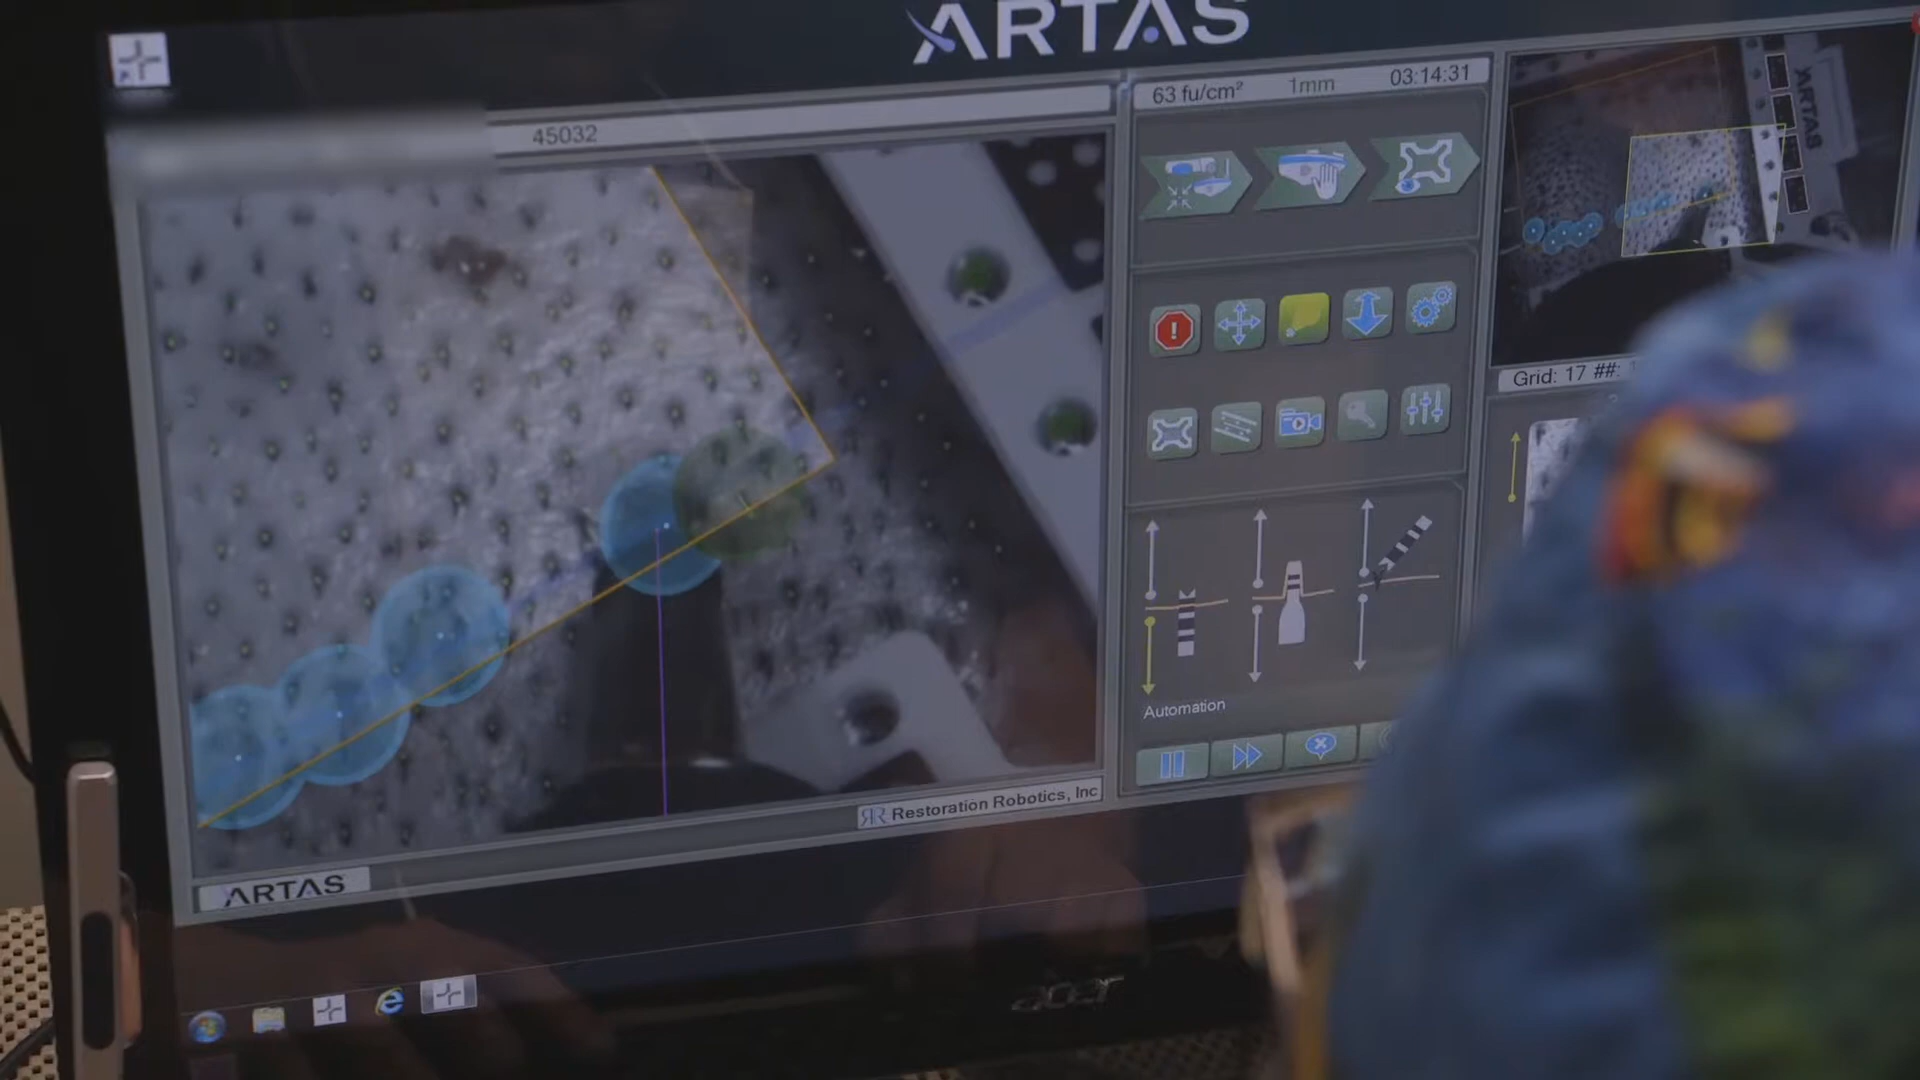 ARTAS
45032
63 fu/cm² 1mm 03:14:31
ARTAS
Grid: 17 ##:
Automation
Restoration Robotics, Inc
ARTAS
acer